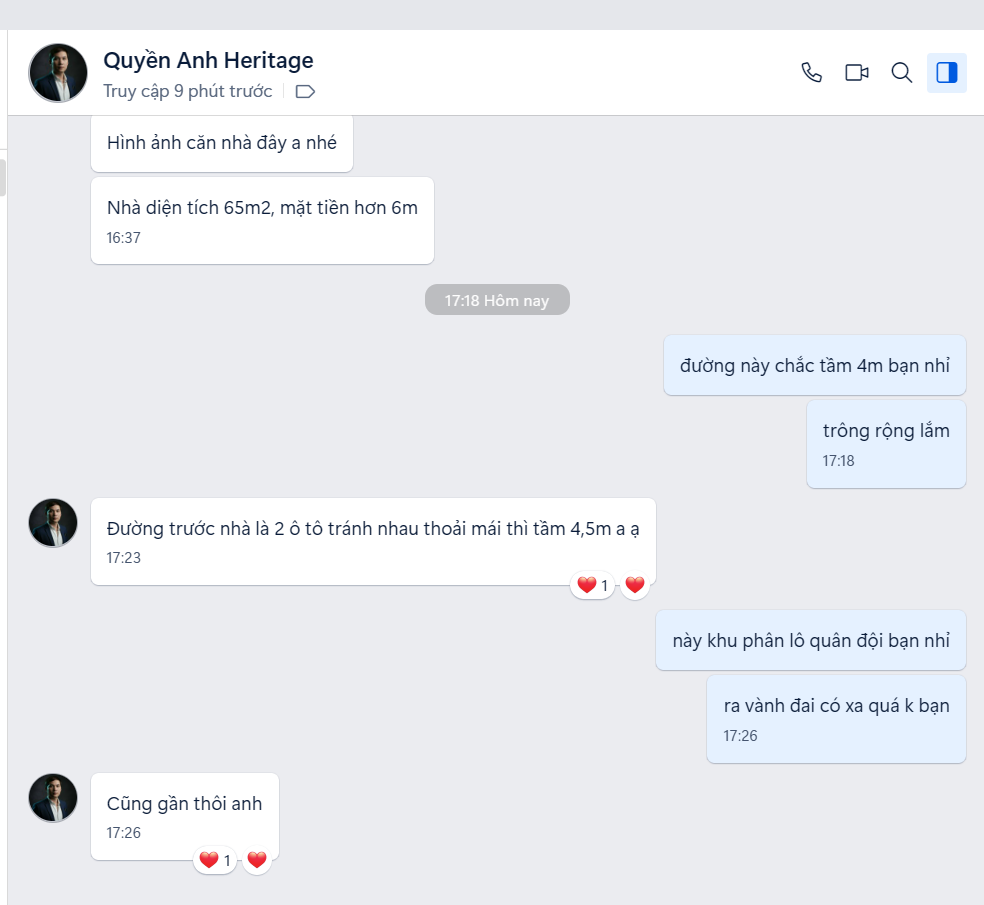 Quyền Anh Heritage
Truy cập 9 phút trước
Hình ảnh căn nhà đây a nhé
Nhà diện tích 65m2, mặt tiền hơn 6m
16:37
17:18 Hôm nay
đường này chắc tầm 4m bạn nhỉ
trông rộng lắm
17:18
Đường trước nhà là 2 ô tô tránh nhau thoải mái thì tầm 4,5m a ạ
17:23
1
này khu phân lô quân đội bạn nhỉ
ra vành đai có xa quá k bạn
17:26
Cũng gần thôi anh
17:26
1